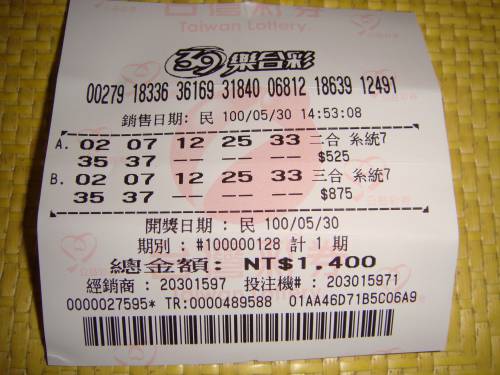 台灣彩券
Taiwan Lottery.
39樂合彩
00279 18336 36169 31840 06812 18639 12491
銷售日期: 民 100/05/30 14:53:08
A. 02 07 12 25 33 三合 系統7
35 37 -- -- -- $525
B. 02 07 12 25 33 三合 系統7
35 37 -- -- -- $875
開獎日期 : 民 100/05/30
期別 : #100000128 計 1 期
總金額: NT$1,400
經銷商 : 20301597 投注機# : 203015971
0000027595* TR:0000489588 01AA46D71B5C06A9